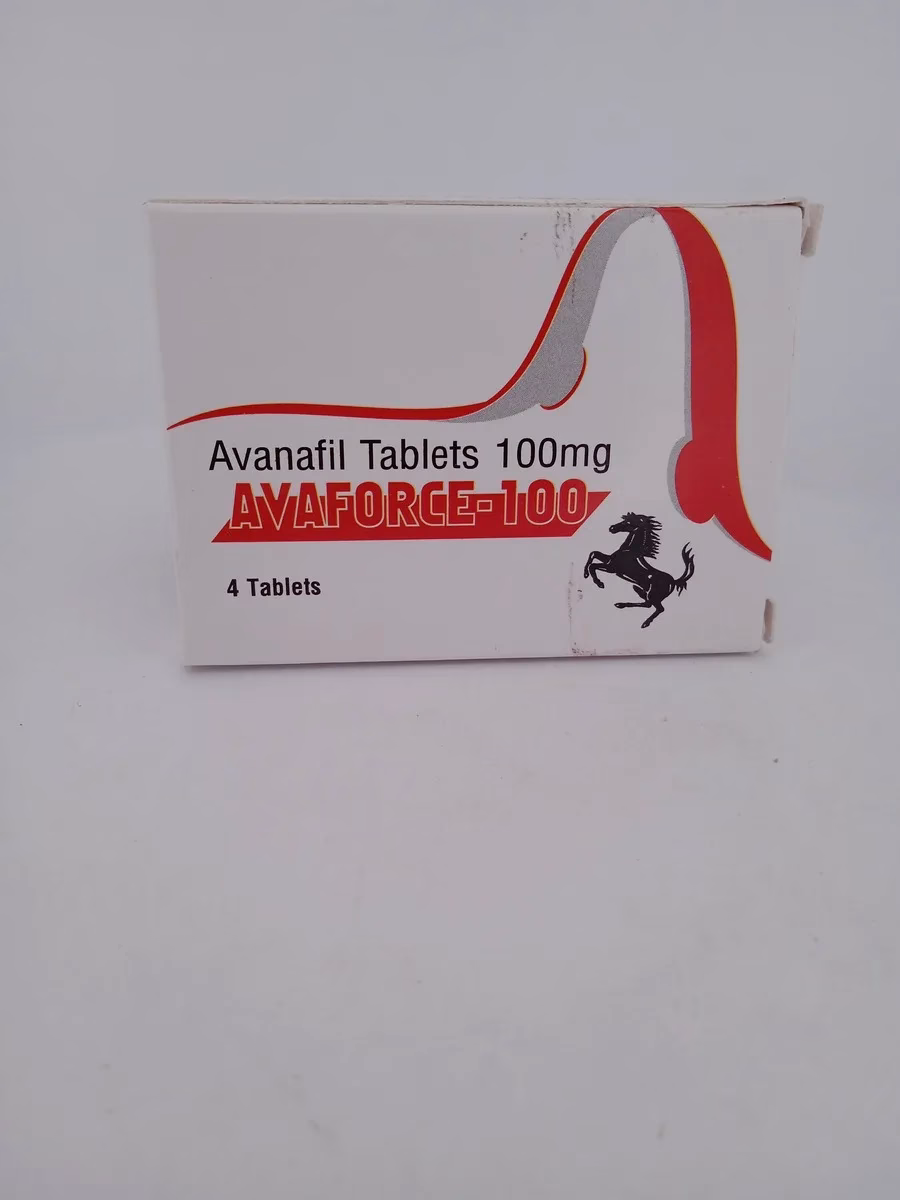 Avanafil Tablets 100mg
AVAFORCE-100
4 Tablets